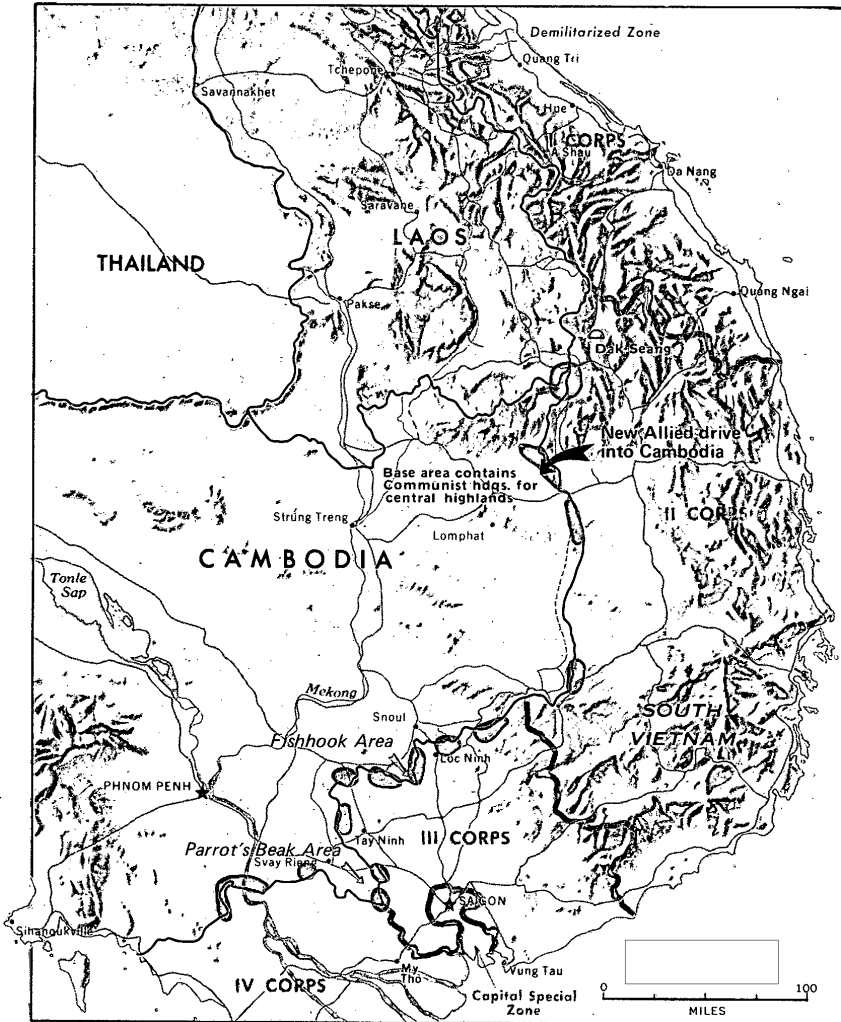 Demilitarized Zone
Quang Tri
Tchepone
Savannakhet
Hue
I CORPS
A Shau
Da Nang
Saravane
LAOS
THAILAND
Pakse
Quang Ngai
Dak Seang
New Allied drive
into Cambodia
Base area contains
Communist hdqs. for
central highlands
II CORPS
Strung Treng
Lomphat
CAMBODIA
Tonle
Sap
Mekong
Snoul
SOUTH
VIETNAM
Fishhook Area
Loc Ninh
PHNOM PENH
III CORPS
Tay Ninh
Parrot's Beak Area
Svay Rieng
SAIGON
Sihanoukville
My
Tho
Vung Tau
IV CORPS
Capital Special
Zone
0 100
MILES